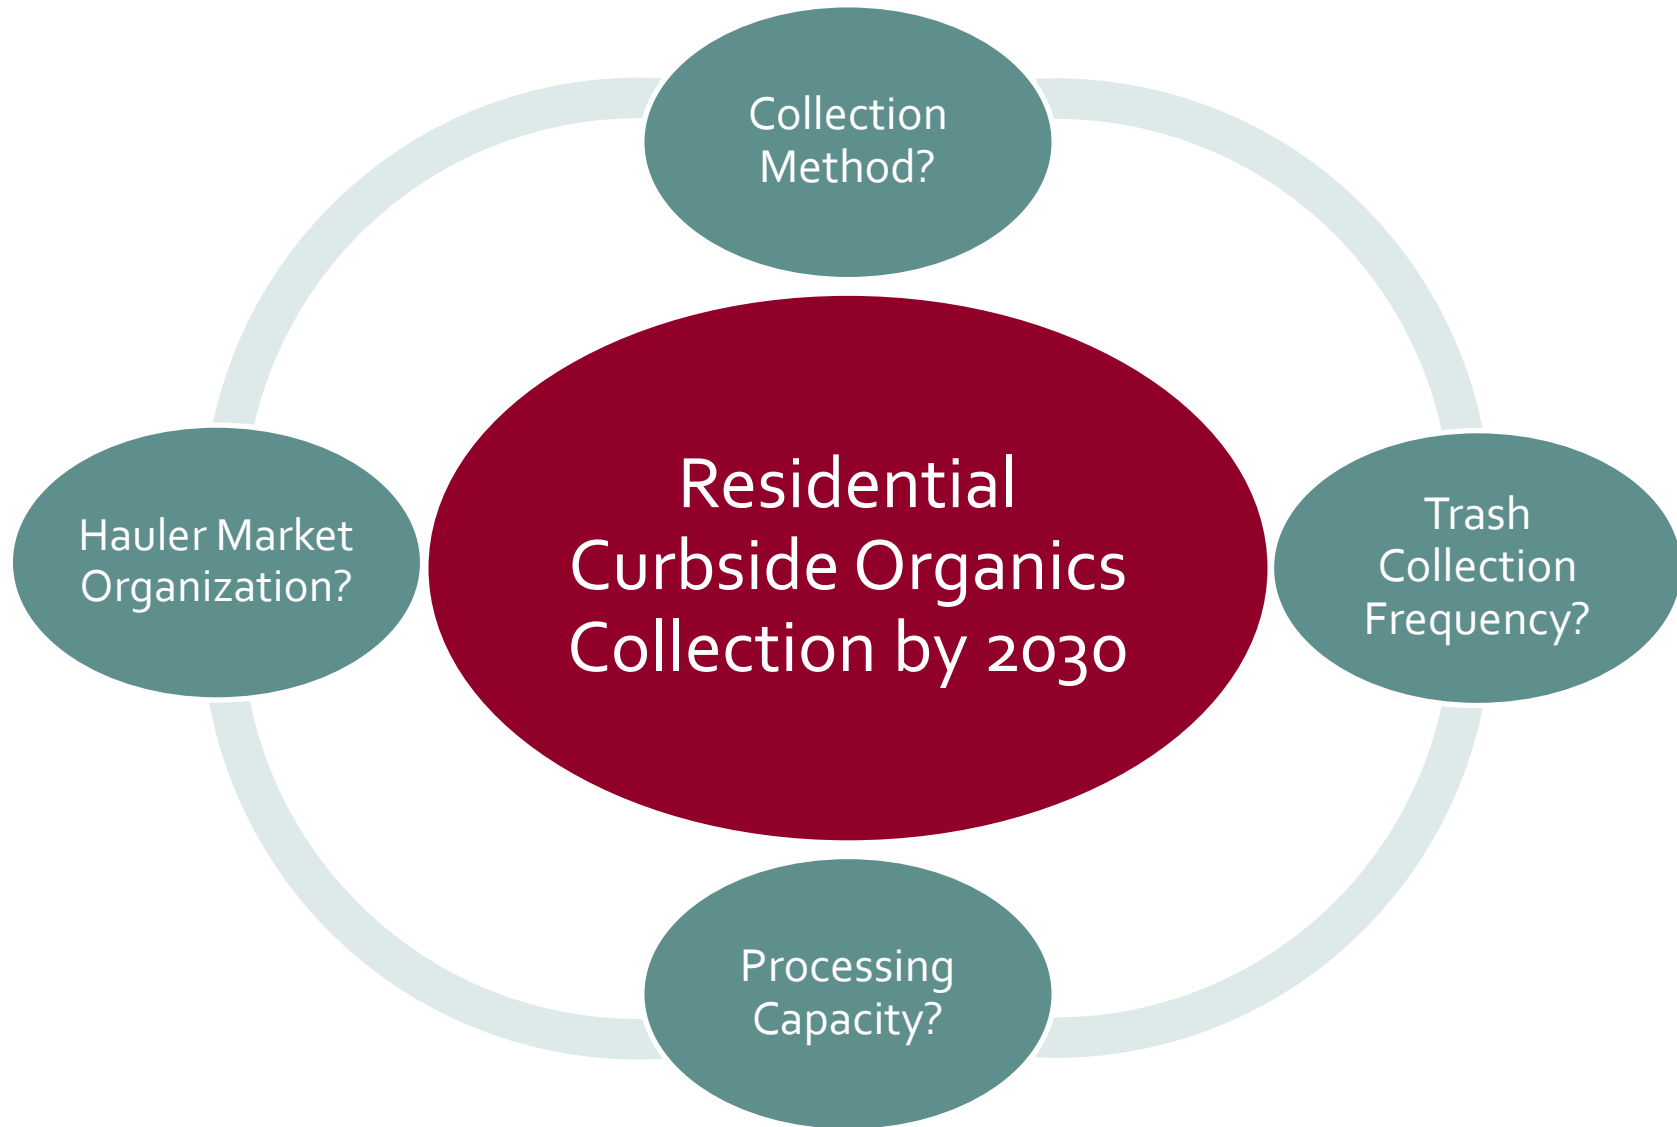 Collection
Method?
Hauler Market
Organization?
Residential
Curbside Organics
Collection by 2030
Trash
Collection
Frequency?
Processing
Capacity?